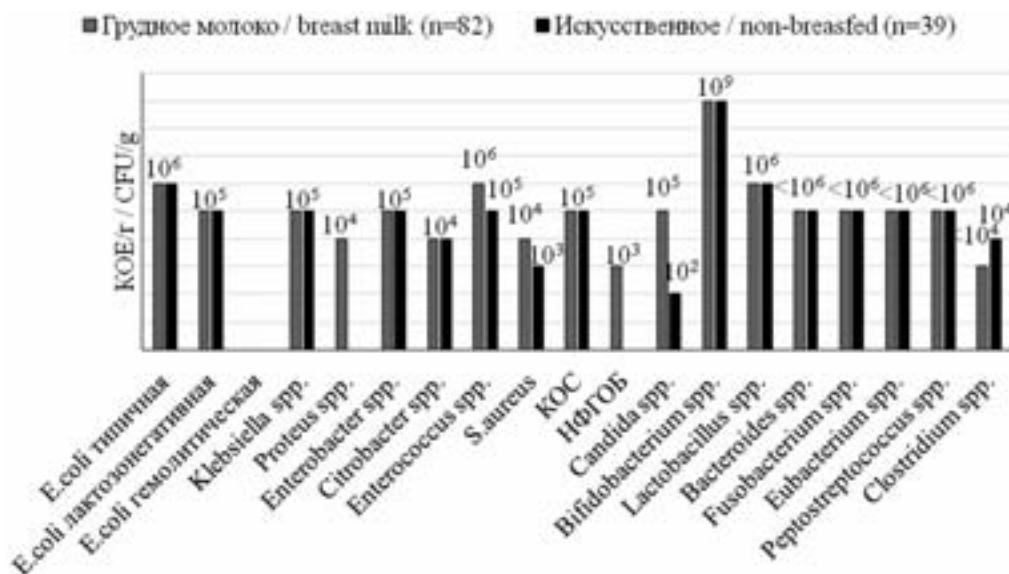 Грудное молоко / breast milk (n=82) Искусственное / non-breasfed (n=39)
КОЕ/г / CFU/g
10⁶
10⁵
10⁵
10⁴
10⁵
10⁴
10⁶
10⁵
10⁴
10³
10⁵
10³
10⁵
10²
10⁹
10⁶
<10⁶
<10⁶
<10⁶
<10⁶
<10⁴
10⁴
E.coli типичная
E.coli лактозонегативная
E.coli гемолитическая
Klebsiella spp.
Proteus spp.
Enterobacter spp.
Citrobacter spp.
Enterococcus spp.
S.aureus
КОС
НФГОБ
Candida spp.
Bifidobacterium spp.
Lactobacillus spp.
Bacteroides spp.
Fusobacterium spp.
Eubacterium spp.
Peptostreptococcus spp.
Clostridium spp.